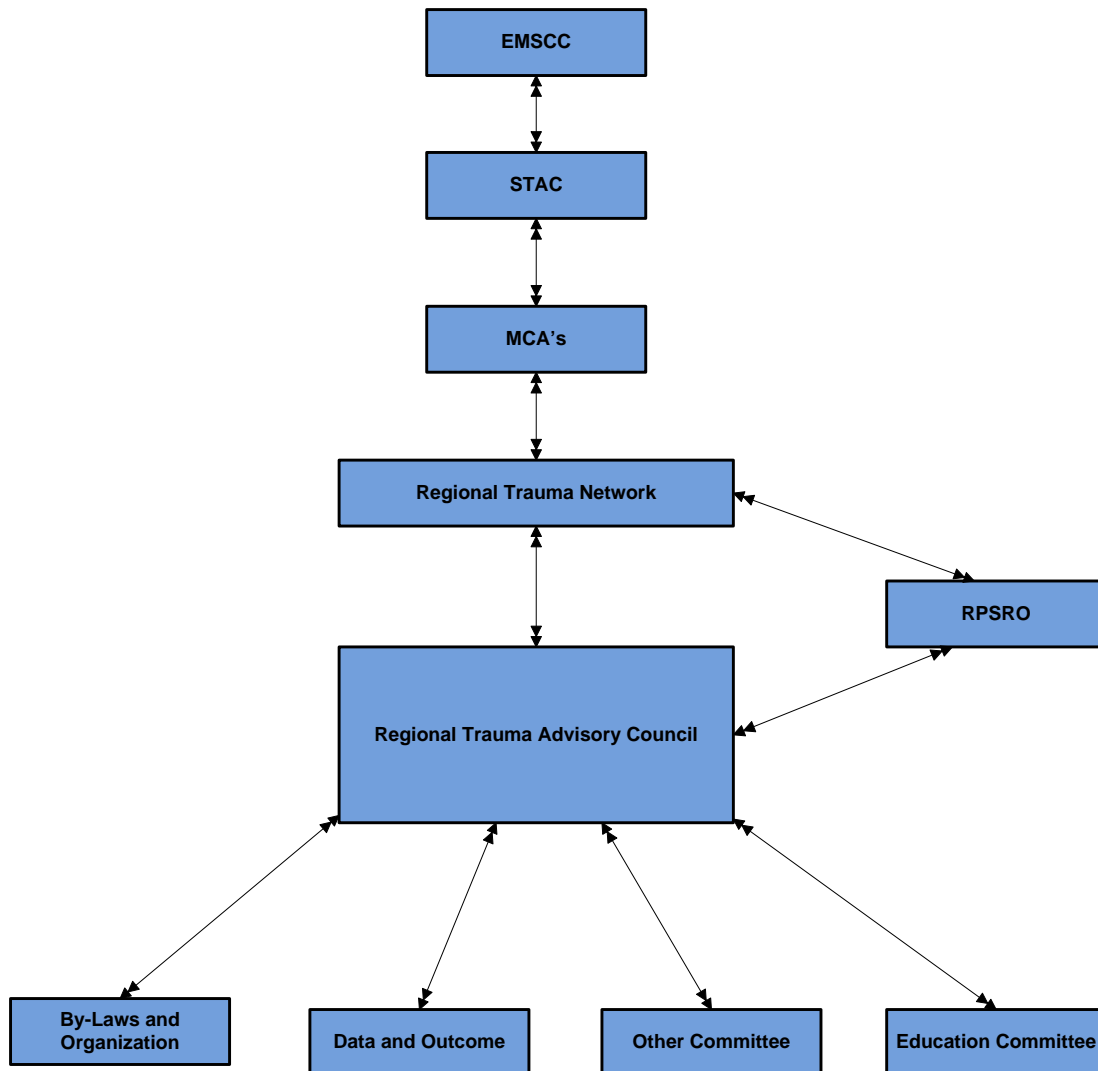 EMSCC
STAC
MCA’s
Regional Trauma Network
RPSRO
Regional Trauma Advisory Council
By-Laws and
Organization
Data and Outcome
Other Committee
Education Committee